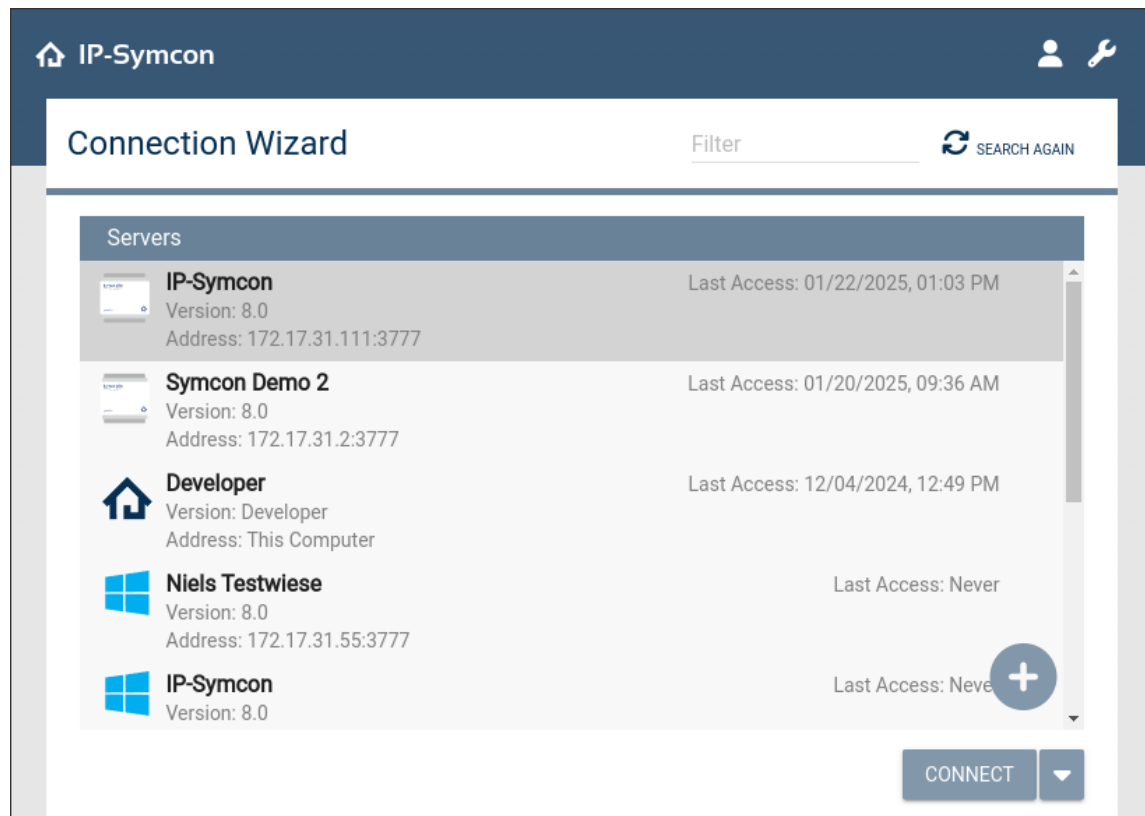 IP-Symcon
Connection Wizard
Filter
SEARCH AGAIN
Servers
IP-Symcon
Last Access: 01/22/2025, 01:03 PM
Version: 8.0
Address: 172.17.31.111:3777
Symcon Demo 2
Last Access: 01/20/2025, 09:36 AM
Version: 8.0
Address: 172.17.31.2:3777
Developer
Last Access: 12/04/2024, 12:49 PM
Version: Developer
Address: This Computer
Niels Testwiese
Last Access: Never
Version: 8.0
Address: 172.17.31.55:3777
IP-Symcon
Last Access: Neve
Version: 8.0
CONNECT